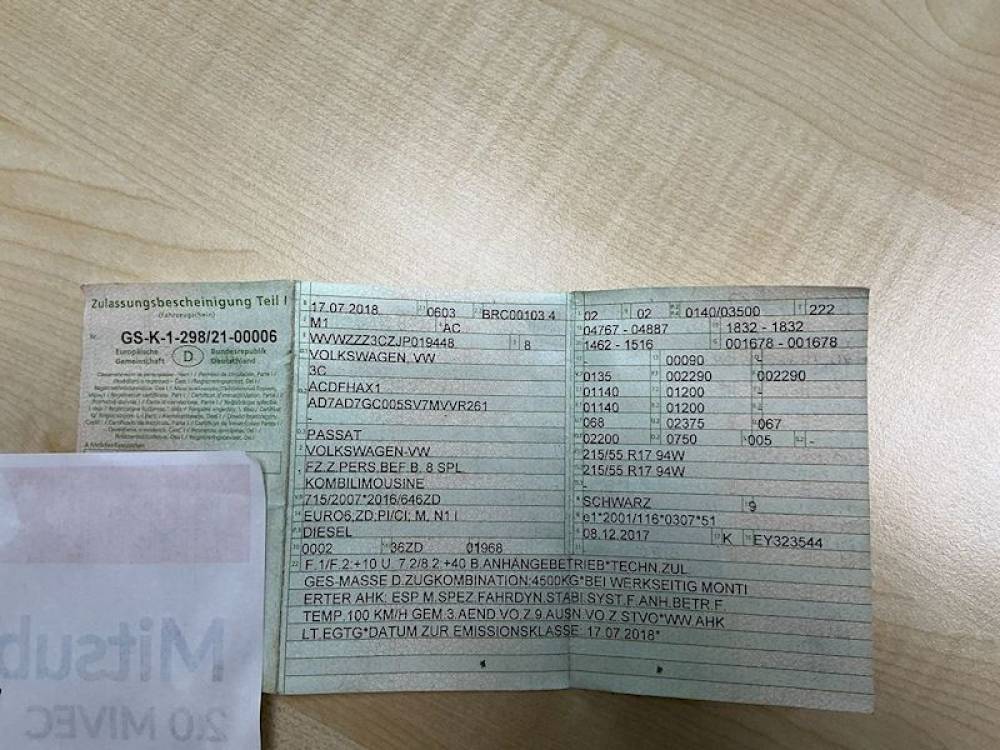 Zulassungsbescheinigung Teil I
(Fahrzeugschein)
Nr. GS-K-1-298/21-00006
Europäische Gemeinschaft D Bundesrepublik Deutschland
17.07.2018 0603 BRC00103 4
M1 AC
WVWZZZ3CZJP019448 8
VOLKSWAGEN, VW
3C
ACDFHAX1
AD7AD7GC005SV7MVVR261
-
PASSAT
VOLKSWAGEN-VW
FZ.Z.PERS.BEF.B. 8 SPL.
KOMBILIMOUSINE
715/2007*2016/646ZD
EURO6;ZD;PI/CI; M, N1 I
DIESEL
0002 36ZD 01968
02 02 0140/03500 222
04767 - 04887 1832 - 1832
1462 - 1516 001678 - 001678
00090 -
0135 002290 002290
01140 01200 -
01140 01200 -
068 02375 067
02200 0750 005 -
215/55 R17 94W
215/55 R17 94W
-
SCHWARZ 9
e1*2001/116*0307*51
08.12.2017 K EY323544
F.1/F.2:+10 U. 7.2/8.2:+40 B.ANHÄNGEBETRIEB*TECHN.ZUL.
GES-MASSE D.ZUGKOMBINATION:4500KG*BEI WERKSEITIG MONTI
ERTER AHK: ESP M.SPEZ.FAHRDYN.STABI.SYST.F.ANH.BETR.F.
TEMP.100 KM/H GEM.3.AEND.VO.Z.9.AUSN.VO.Z.STVO*WW.AHK
LT.EGTG*DATUM ZUR EMISSIONSKLASSE: 17.07.2018*
Mitsub
2.0 MIVEC